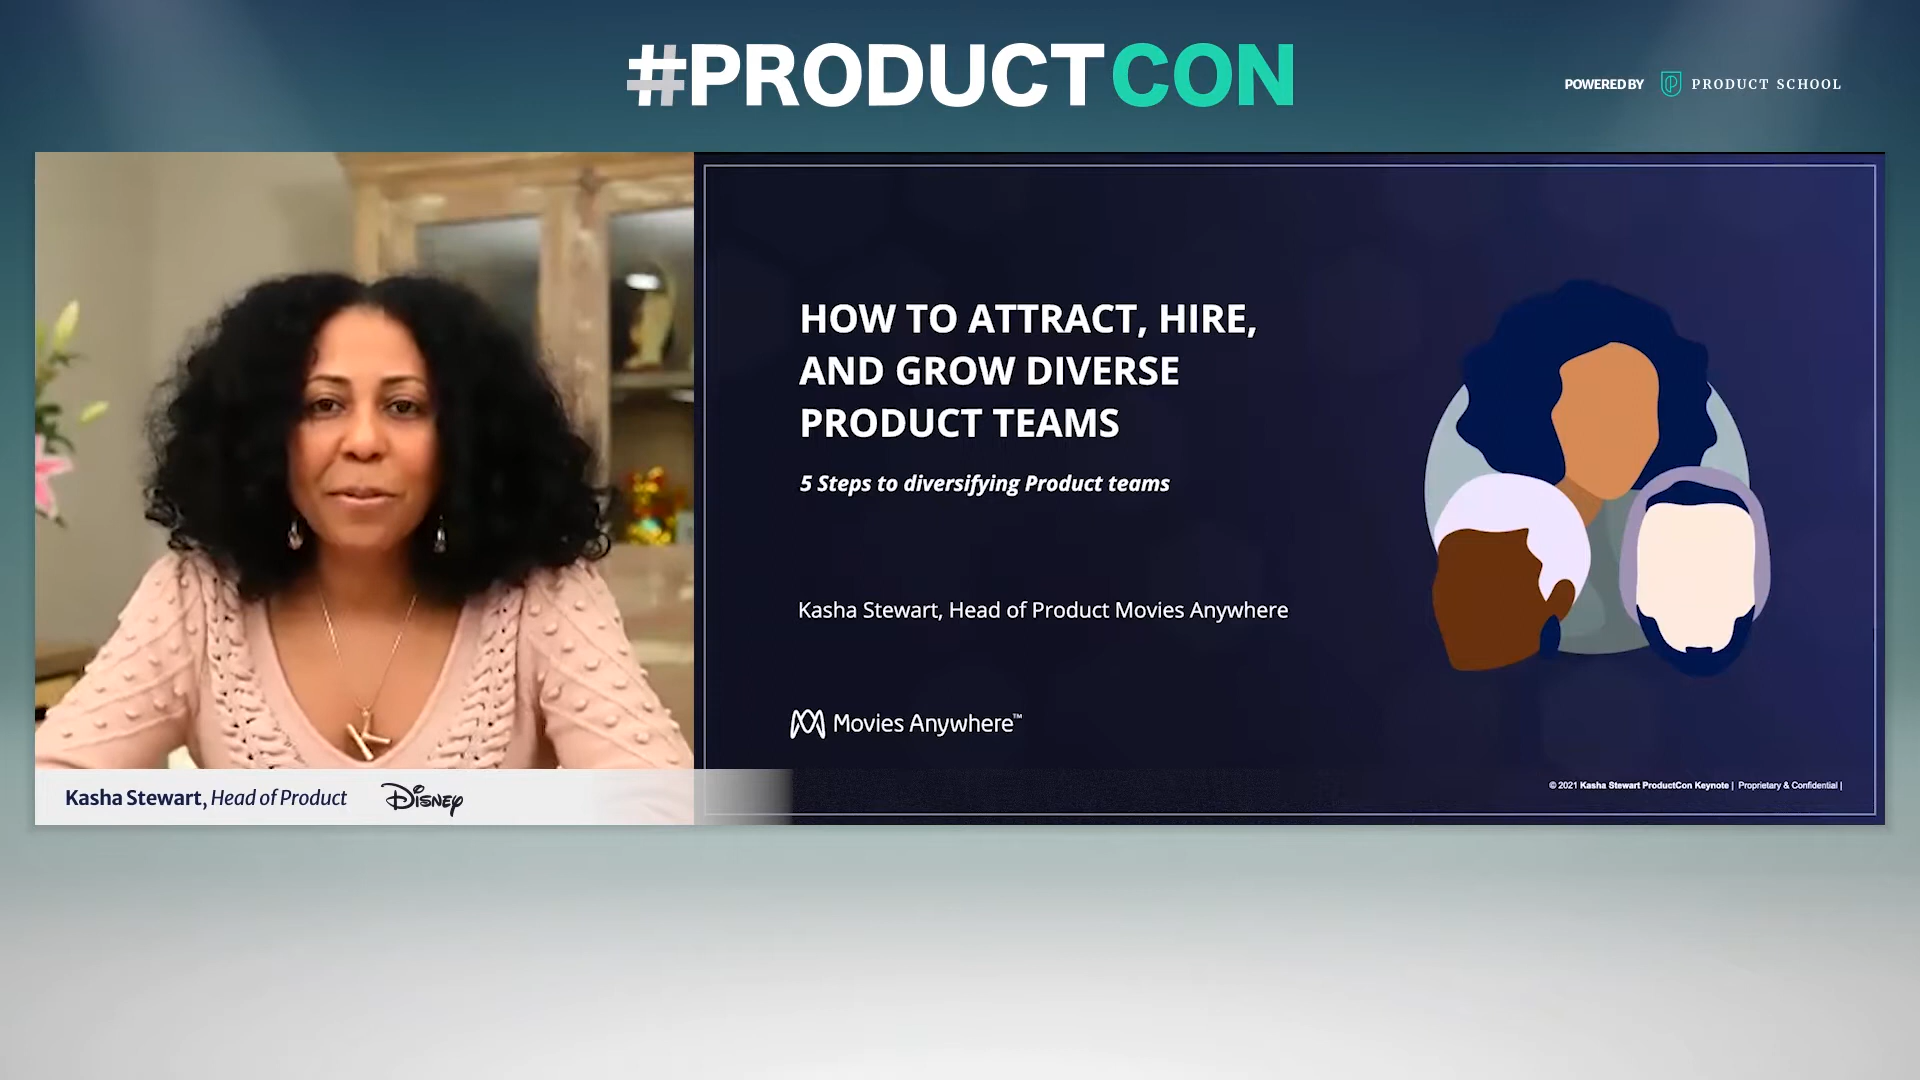 #PRODUCTCON
POWERED BY PRODUCT SCHOOL
HOW TO ATTRACT, HIRE,
AND GROW DIVERSE
PRODUCT TEAMS
5 Steps to diversifying Product teams
Kasha Stewart, Head of Product Movies Anywhere
Movies Anywhere™
© 2021 Kasha Stewart ProductCon Keynote | Proprietary & Confidential |
Kasha Stewart, Head of Product Disney